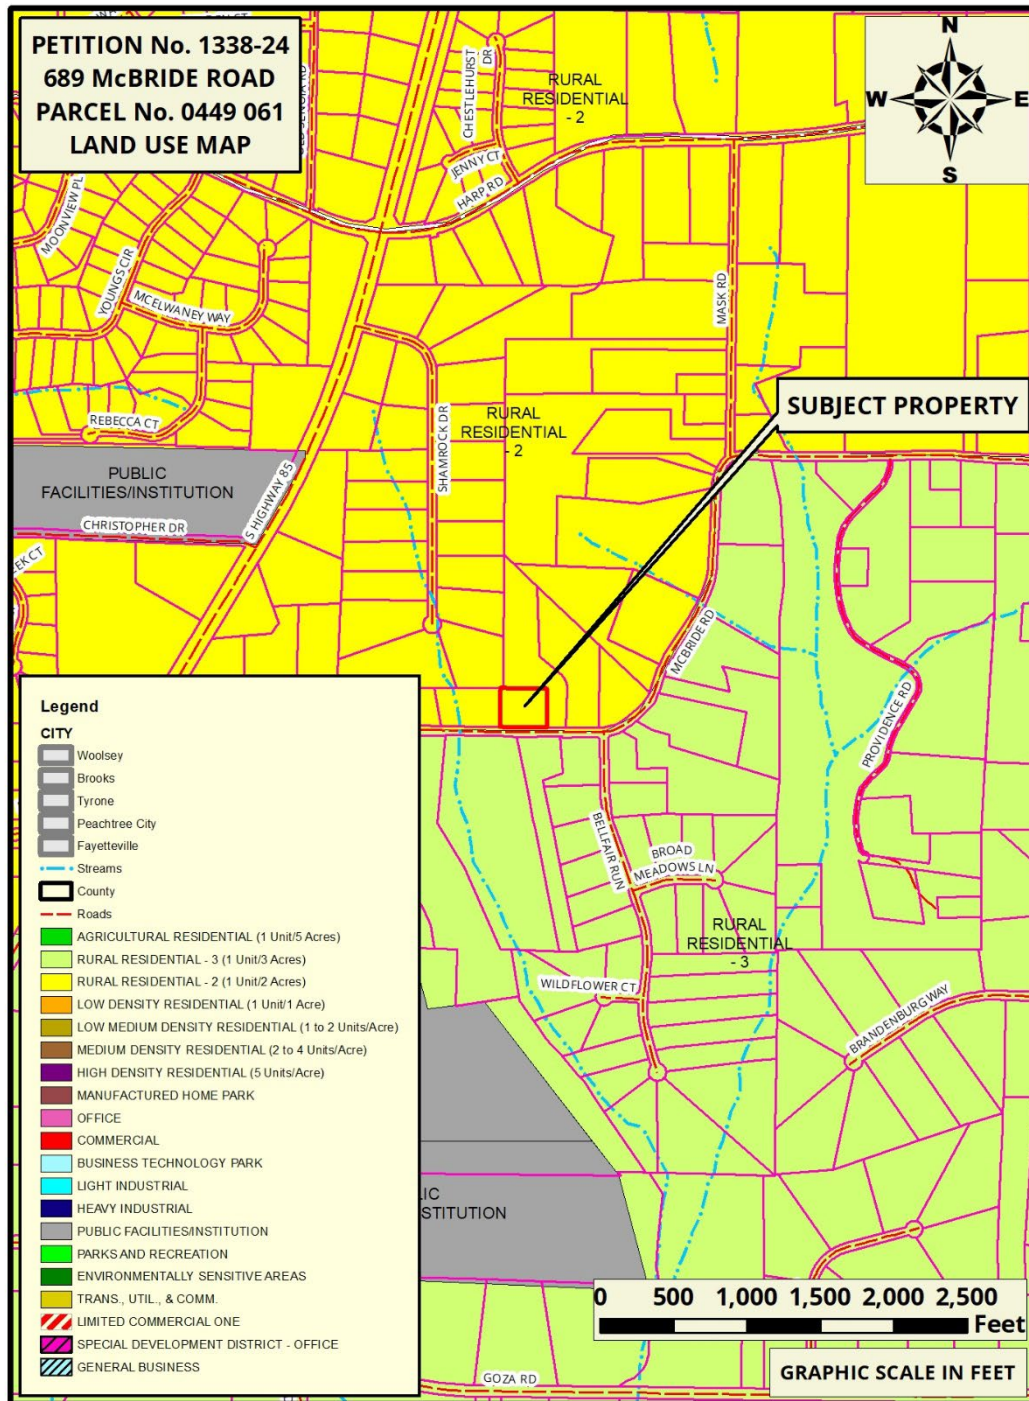 PETITION No. 1338-24
689 McBRIDE ROAD
PARCEL No. 0449 061
LAND USE MAP
N
W E
S
CHESTLEHURST
DR
RURAL
RESIDENTIAL
- 2
JENNY CT
HARP RD
MOONVIEW PL
YOUNGS CIR
MCELWANEY WAY
MASK RD
REBECCA CT
SHAMROCK DR
RURAL
RESIDENTIAL
- 2
SUBJECT PROPERTY
PUBLIC
FACILITIES/INSTITUTION
S HIGHWAY 85
CHRISTOPHER DR
EK CT
MCBRIDE RD
PROVIDENCE RD
BELLFAIR RUN
BROAD
MEADOWS LN
RURAL
RESIDENTIAL
- 3
WILDFLOWER CT
BRANDENBURG WAY
LIC
STITUTION
GOZA RD
Legend
CITY
Woolsey
Brooks
Tyrone
Peachtree City
Fayetteville
Streams
County
Roads
AGRICULTURAL RESIDENTIAL (1 Unit/5 Acres)
RURAL RESIDENTIAL - 3 (1 Unit/3 Acres)
RURAL RESIDENTIAL - 2 (1 Unit/2 Acres)
LOW DENSITY RESIDENTIAL (1 Unit/1 Acre)
LOW MEDIUM DENSITY RESIDENTIAL (1 to 2 Units/Acre)
MEDIUM DENSITY RESIDENTIAL (2 to 4 Units/Acre)
HIGH DENSITY RESIDENTIAL (5 Units/Acre)
MANUFACTURED HOME PARK
OFFICE
COMMERCIAL
BUSINESS TECHNOLOGY PARK
LIGHT INDUSTRIAL
HEAVY INDUSTRIAL
PUBLIC FACILITIES/INSTITUTION
PARKS AND RECREATION
ENVIRONMENTALLY SENSITIVE AREAS
TRANS., UTIL., & COMM.
LIMITED COMMERCIAL ONE
SPECIAL DEVELOPMENT DISTRICT - OFFICE
GENERAL BUSINESS
0 500 1,000 1,500 2,000 2,500
Feet
GRAPHIC SCALE IN FEET